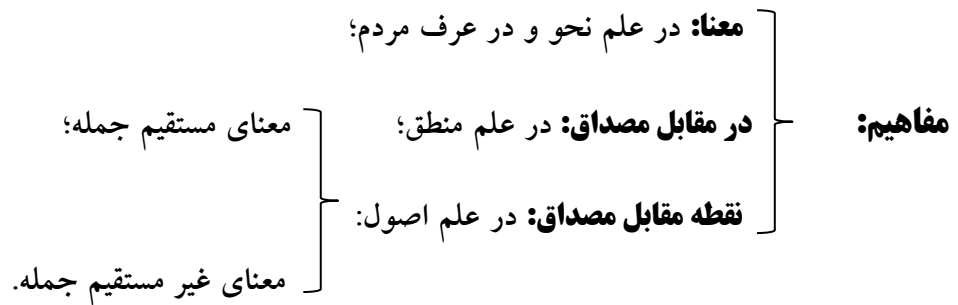 مفاهیم:
معنا: در علم نحو و در عرف مردم؛
در مقابل مصداق: در علم منطق؛
نقطه مقابل مصداق: در علم اصول:
معنای مستقیم جمله؛
معنای غیر مستقیم جمله.